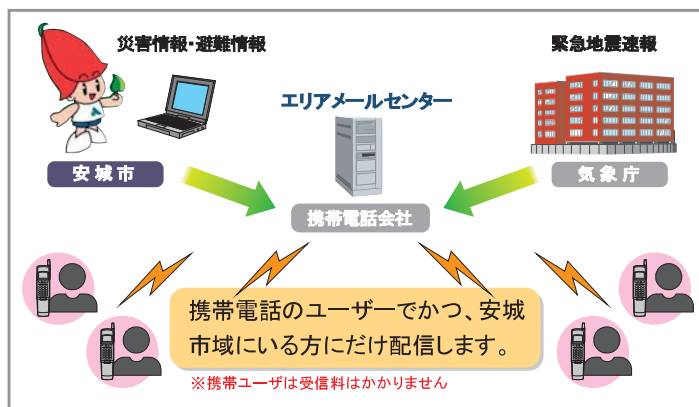 災害情報・避難情報
緊急地震速報
エリアメールセンター
安城市
気象庁
携帯電話会社
携帯電話のユーザーでかつ、安城
市域にいる方にだけ配信します。
※携帯ユーザは受信料はかかりません